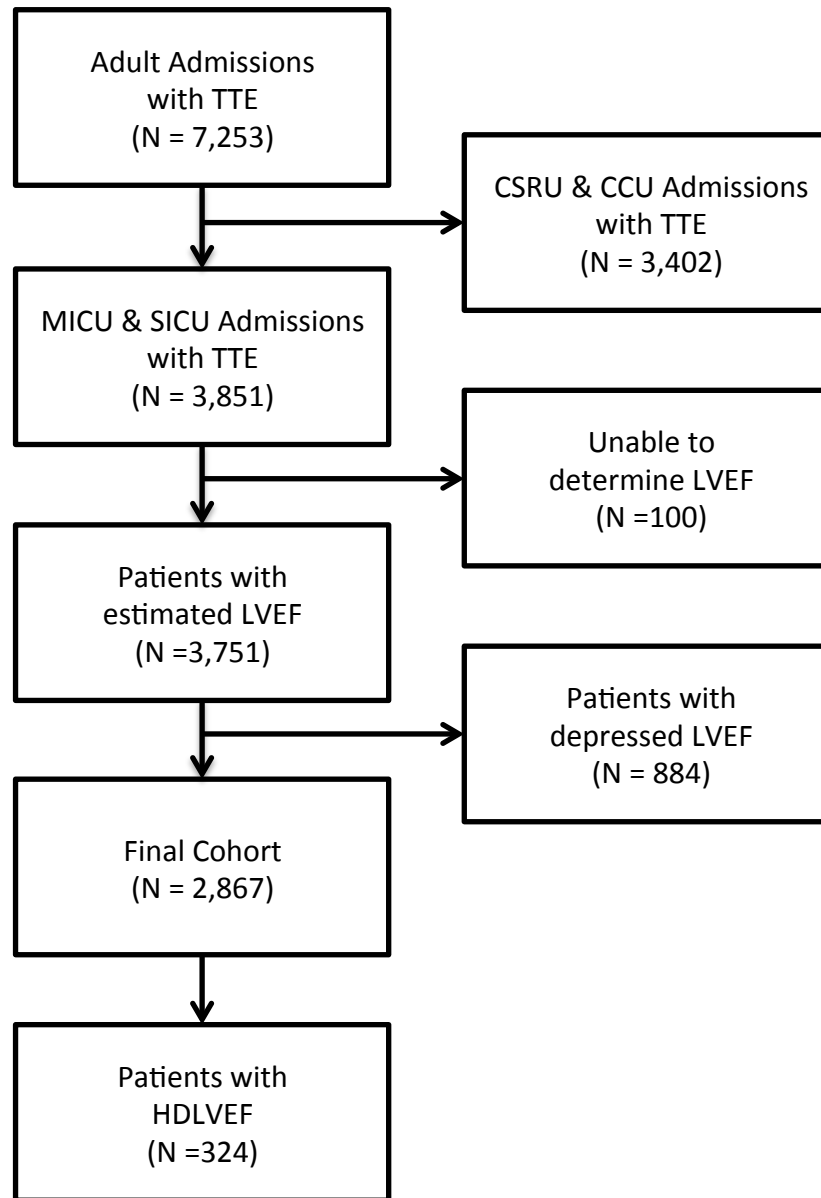 Adult Admissions
with TTE
(N = 7,253)
CSRU & CCU Admissions
with TTE
(N = 3,402)
MICU & SICU Admissions
with TTE
(N = 3,851)
Unable to
determine LVEF
(N =100)
Patients with
estimated LVEF
(N =3,751)
Patients with
depressed LVEF
(N = 884)
Final Cohort
(N = 2,867)
Patients with
HDLVEF
(N =324)